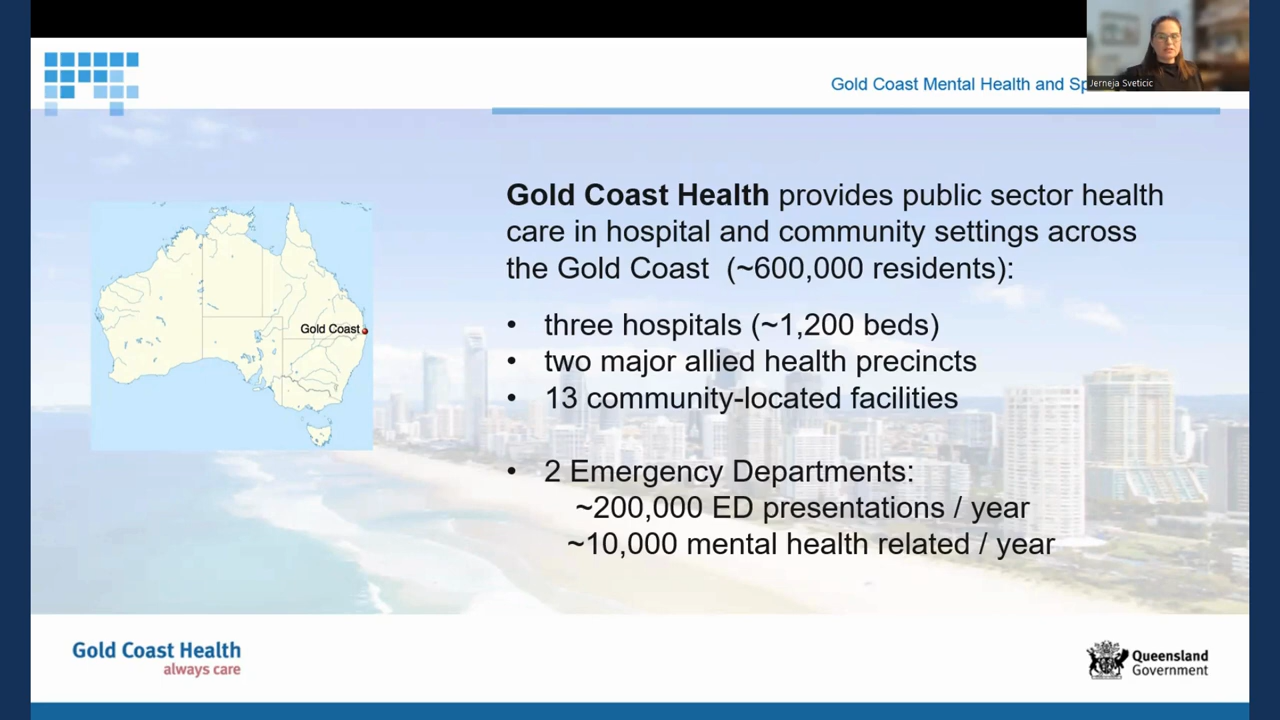 Gold Coast Mental Health and
Jerneja Sveticic
Gold Coast Health provides public sector health
care in hospital and community settings across
the Gold Coast (~600,000 residents):
• three hospitals (~1,200 beds)
• two major allied health precincts
• 13 community-located facilities
• 2 Emergency Departments:
~200,000 ED presentations / year
~10,000 mental health related / year
Gold Coast
Gold Coast Health
always care
Queensland
Government